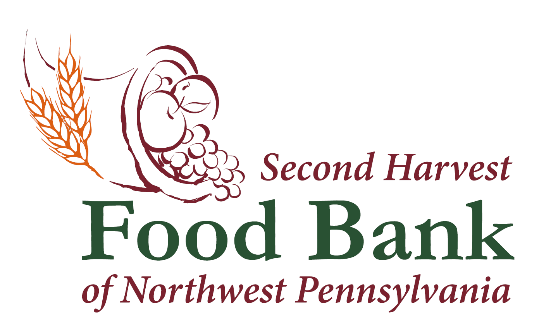 Second Harvest
Food Bank
of Northwest Pennsylvania